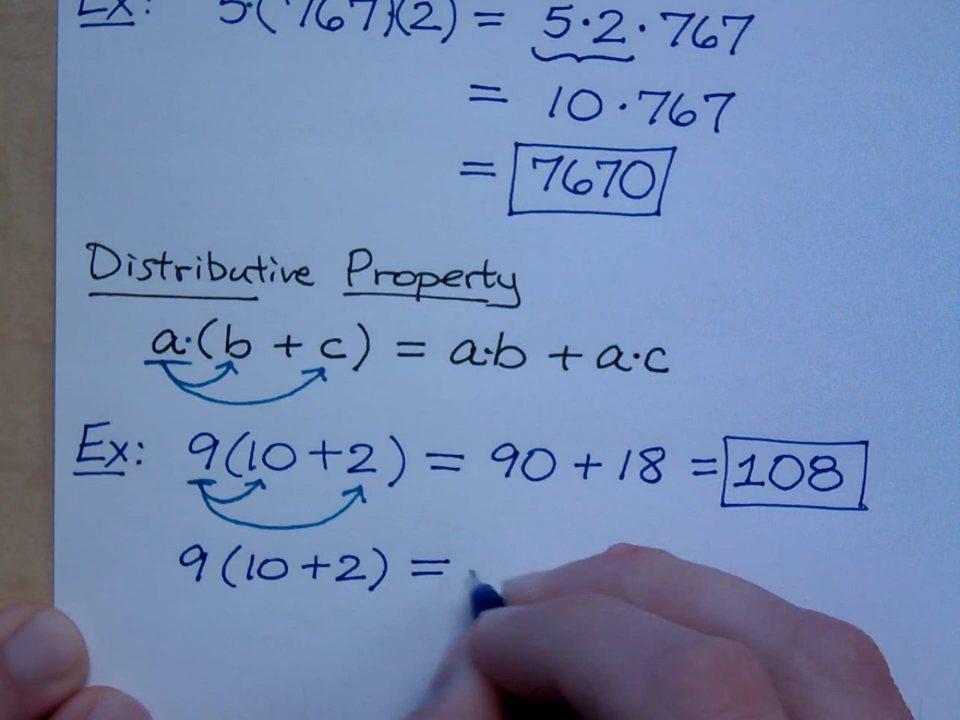 Ex: 5·(767)(2) = 5·2·767
= 10·767
= 7670
Distributive Property
a·(b + c) = a·b + a·c
Ex: 9(10+2) = 90 + 18 = 108
9(10+2) =